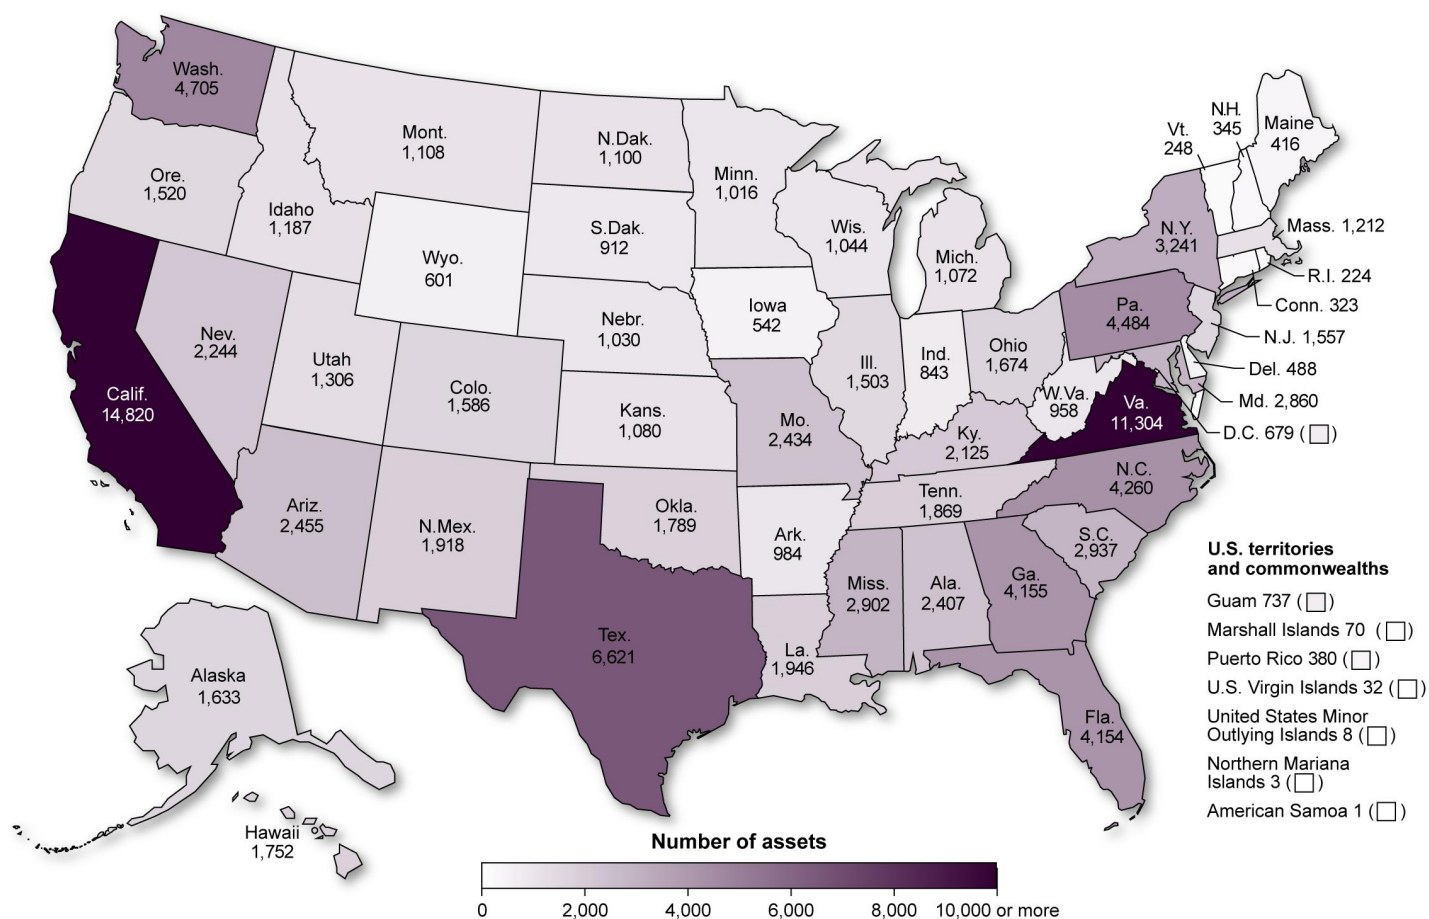 Wash.
4,705
Mont.
1,108
N.Dak.
1,100
Minn.
1,016
Vt.
248
N.H.
345
Maine
416
Ore.
1,520
Idaho
1,187
S.Dak.
912
Wis.
1,044
Mich.
1,072
N.Y.
3,241
Mass. 1,212
R.I. 224
Conn. 323
N.J. 1,557
Del. 488
Md. 2,860
D.C. 679 ( )
Wyo.
601
Nebr.
1,030
Iowa
542
Nev.
2,244
Utah
1,306
Colo.
1,586
Ill.
1,503
Ind.
843
Ohio
1,674
Pa.
4,484
Calif.
14,820
Kans.
1,080
Mo.
2,434
Ky.
2,125
W.Va.
958
Va.
11,304
Ariz.
2,455
N.Mex.
1,918
Okla.
1,789
Ark.
984
Tenn.
1,869
N.C.
4,260
S.C.
2,937
Tex.
6,621
La.
1,946
Miss.
2,902
Ala.
2,407
Ga.
4,155
Fla.
4,154
Alaska
1,633
Hawaii
1,752
U.S. territories
and commonwealths
Guam 737 ( )
Marshall Islands 70 ( )
Puerto Rico 380 ( )
U.S. Virgin Islands 32 ( )
United States Minor
Outlying Islands 8 ( )
Northern Mariana
Islands 3 ( )
American Samoa 1 ( )
Number of assets
0 2,000 4,000 6,000 8,000 10,000 or more